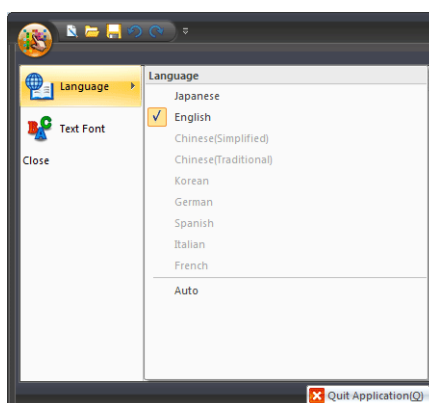 Language
Text Font
Close
Language
Japanese
English
Chinese(Simplified)
Chinese(Traditional)
Korean
German
Spanish
Italian
French
Auto
Quit Application(Q)